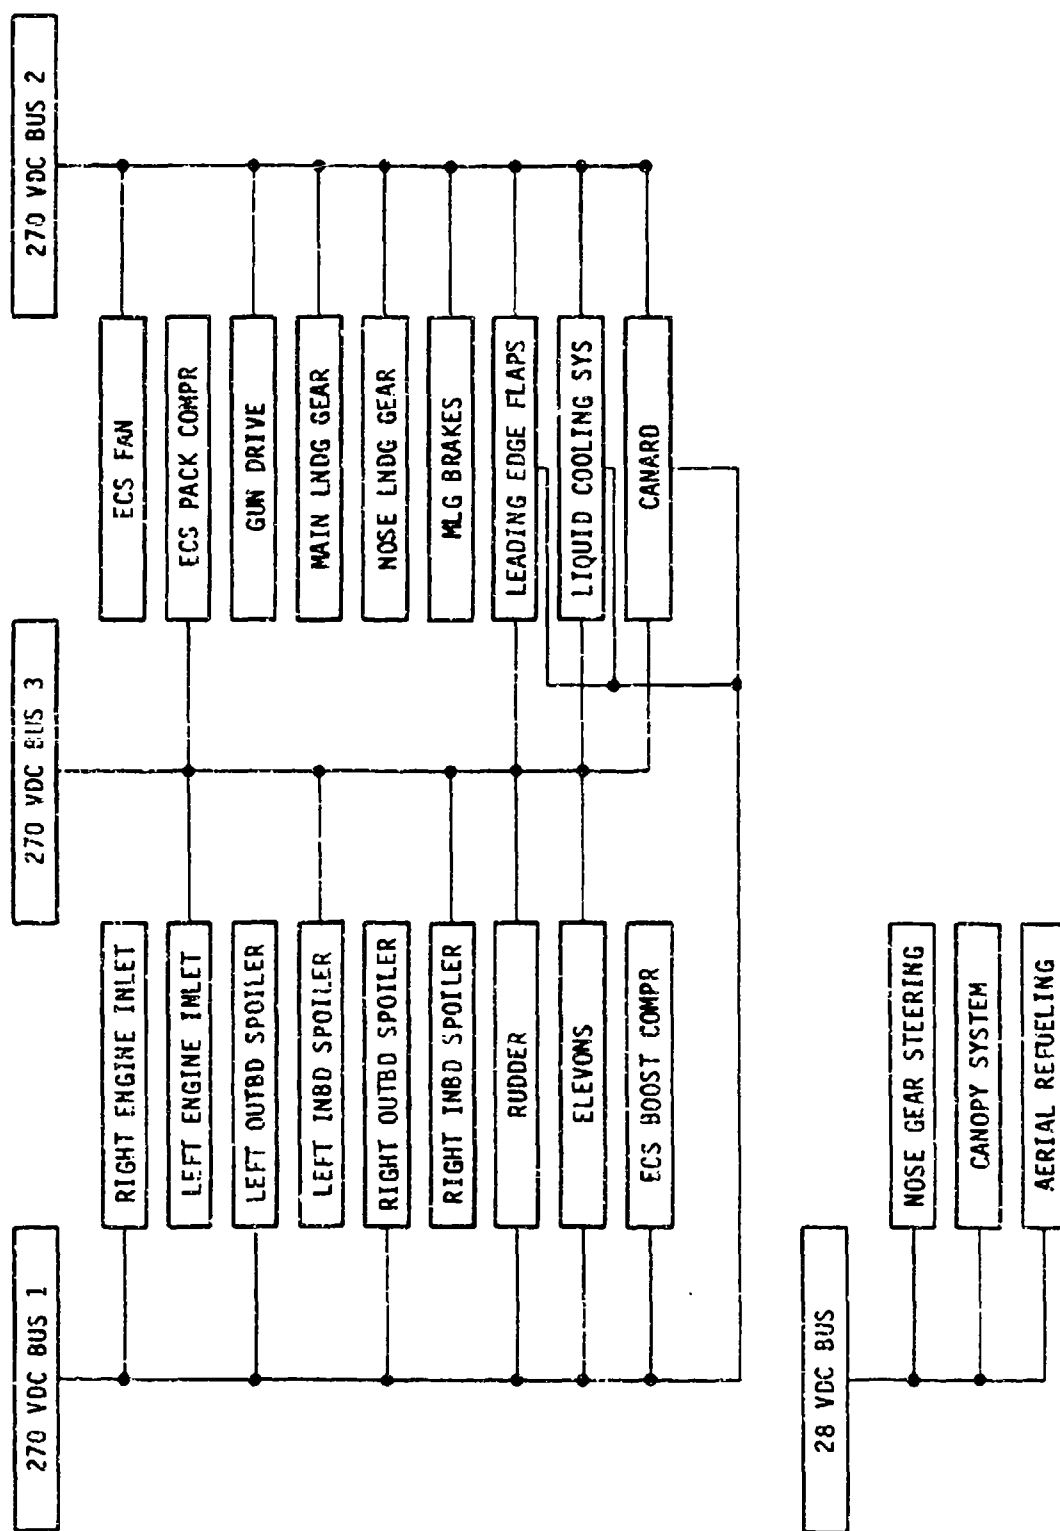 270 VDC BUS 1
270 VDC BUS 3
270 VDC BUS 2
RIGHT ENGINE INLET
LEFT ENGINE INLET
LEFT OUTBD SPOILER
LEFT INBD SPOILER
RIGHT OUTBD SPOILER
RIGHT INBD SPOILER
RUDDER
ELEVONS
ECS BOOST COMPR
ECS FAN
ECS PACK COMPR
GUN DRIVE
MAIN LNDG GEAR
NOSE LNDG GEAR
MLG BRAKES
LEADING EDGE FLAPS
LIQUID COOLING SYS
CANARD
28 VDC BUS
NOSE GEAR STEERING
CANOPY SYSTEM
AERIAL REFUELING